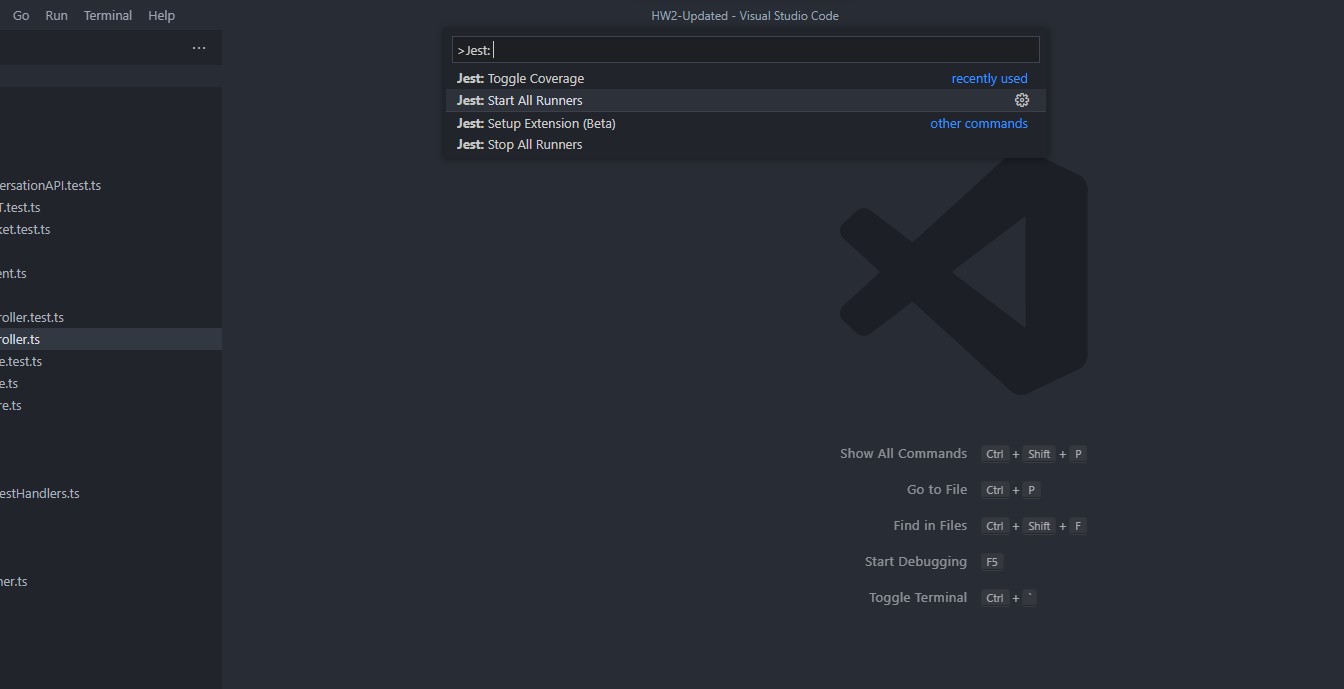 Go Run Terminal Help HW2-Updated - Visual Studio Code
...
>Jest:
Jest: Toggle Coverage recently used
Jest: Start All Runners
Jest: Setup Extension (Beta) other commands
Jest: Stop All Runners
ersationAPI.test.ts
T.test.ts
ket.test.ts
ent.ts
roller.test.ts
roller.ts
e.test.ts
e.ts
re.ts
estHandlers.ts
ner.ts
Show All Commands Ctrl + Shift + P
Go to File Ctrl + P
Find in Files Ctrl + Shift + F
Start Debugging F5
Toggle Terminal Ctrl + `